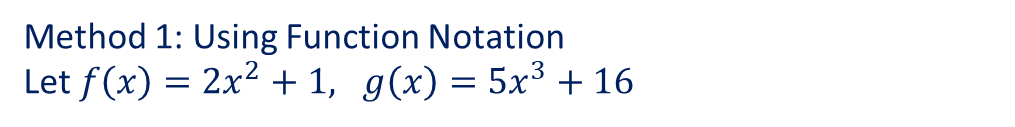 Method 1: Using Function Notation
Let f(x) = 2x² + 1, g(x) = 5x³ + 16